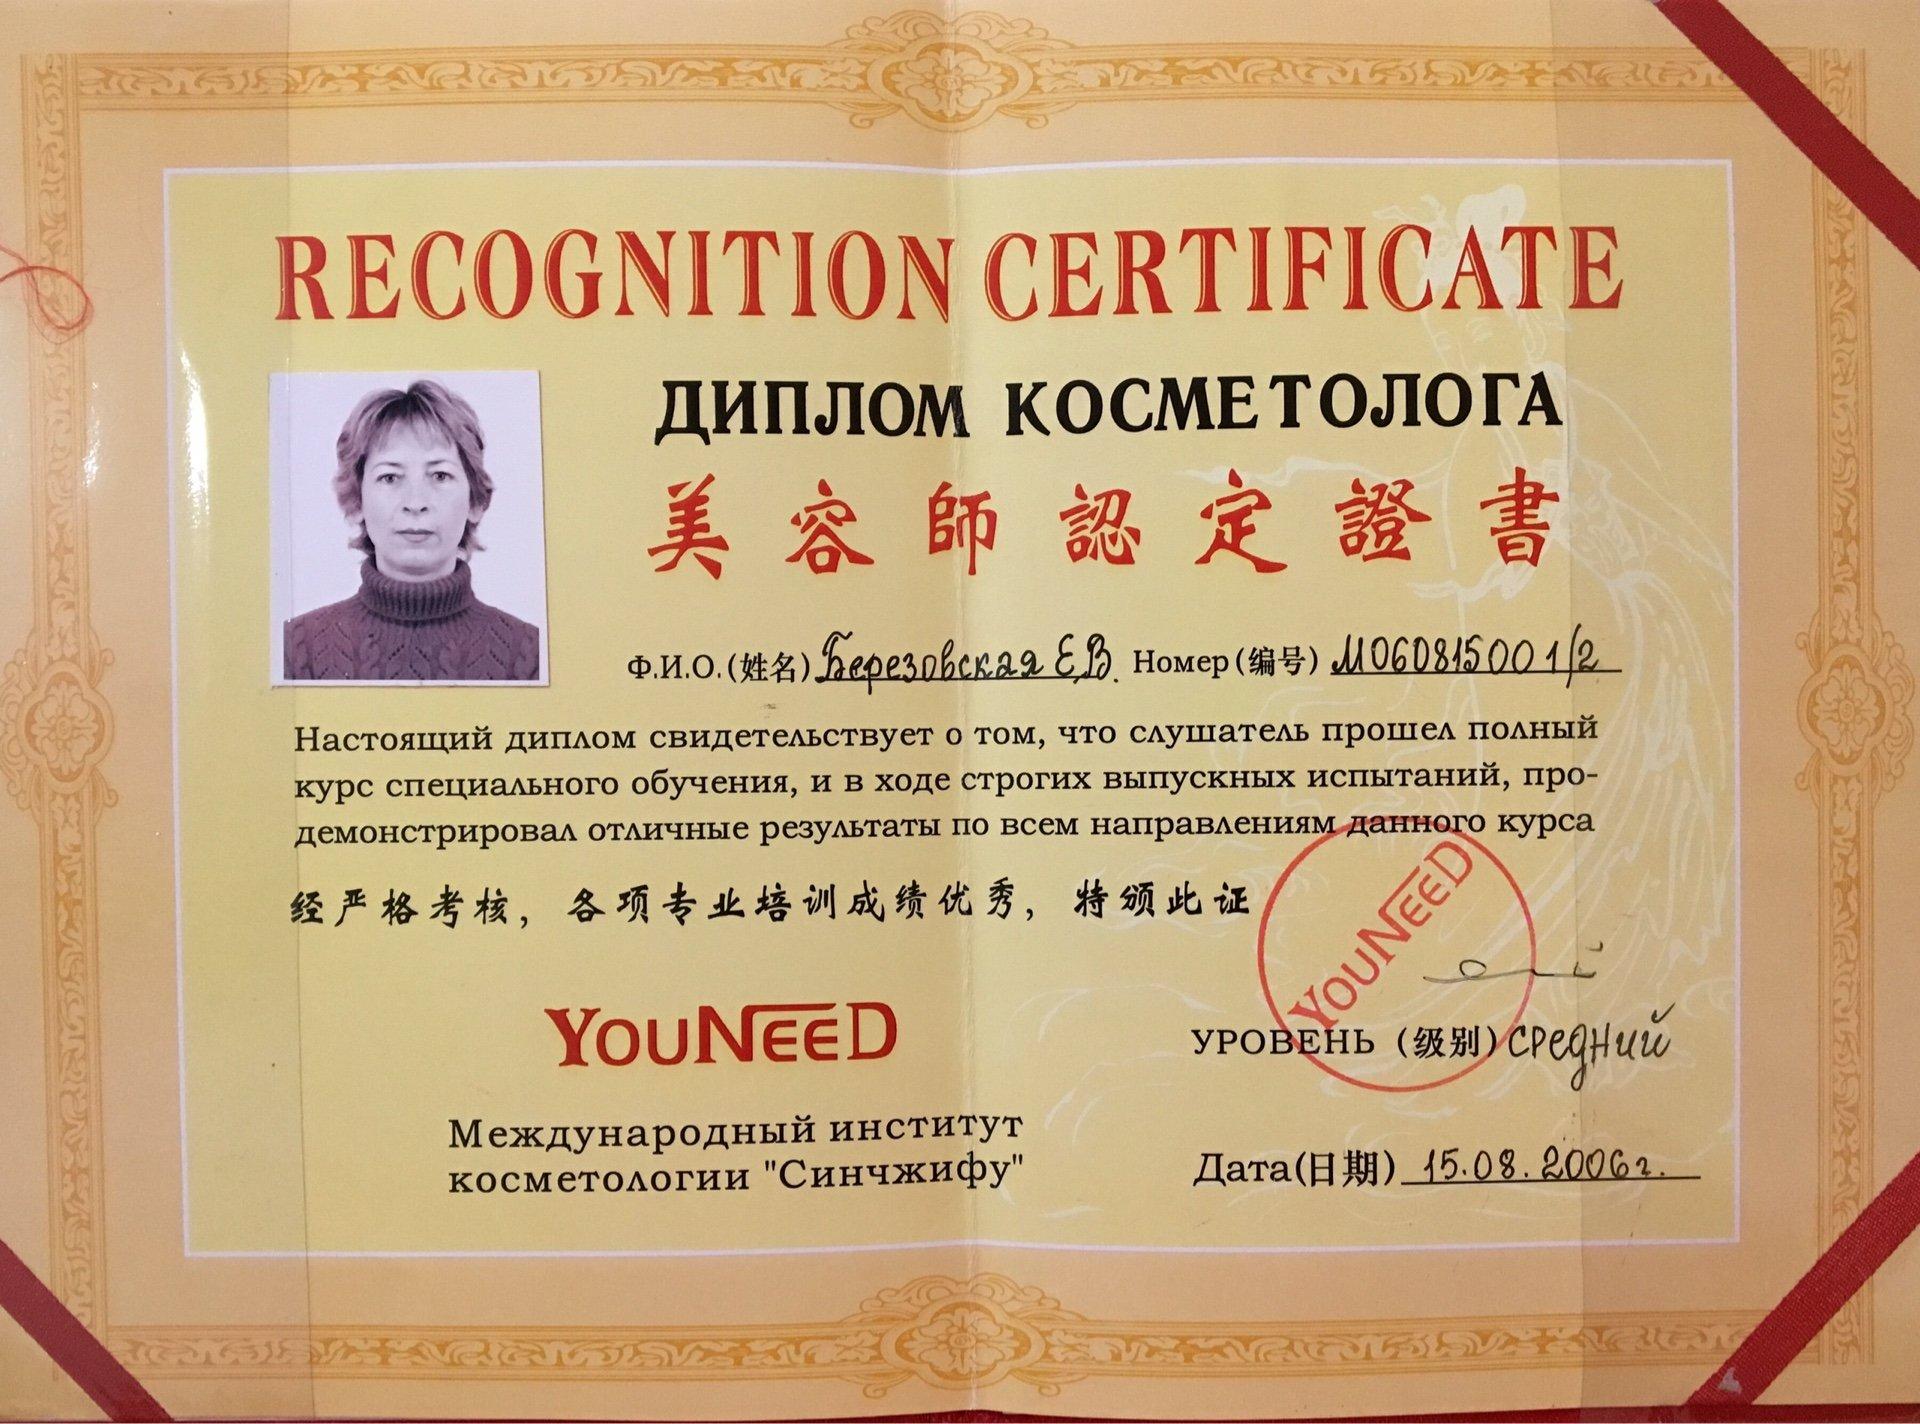 RECOGNITION CERTIFICATE
ДИПЛОМ КОСМЕТОЛОГА
美容師認定證書
Ф.И.О.(姓名) Березовская Е.В. Номер(编号) М060815001/2
Настоящий диплом свидетельствует о том, что слушатель прошел полный
курс специального обучения, и в ходе строгих выпускных испытаний, про-
демонстрировал отличные результаты по всем направлениям данного курса
经严格考核, 各项专业培训成绩优秀, 特颁此证
YOUNEED
YOUNEED
УРОВЕНЬ (级别) средний
Международный институт
косметологии "Синчжифу"
Дата(日期) 15.08.2006г.